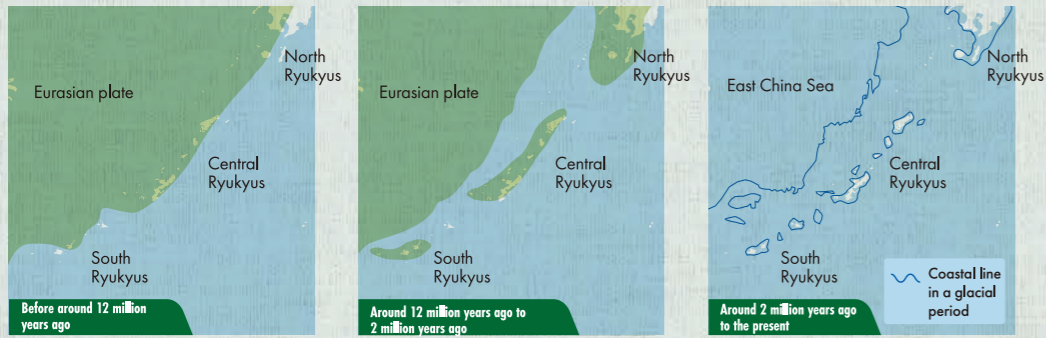 Eurasian plate
North
Ryukyus
Central
Ryukyus
South
Ryukyus
Before around 12 million
years ago
Eurasian plate
North
Ryukyus
Central
Ryukyus
South
Ryukyus
Around 12 million years ago to
2 million years ago
East China Sea
North
Ryukyus
Central
Ryukyus
South
Ryukyus
Coastal line
in a glacial
period
Around 2 million years ago
to the present